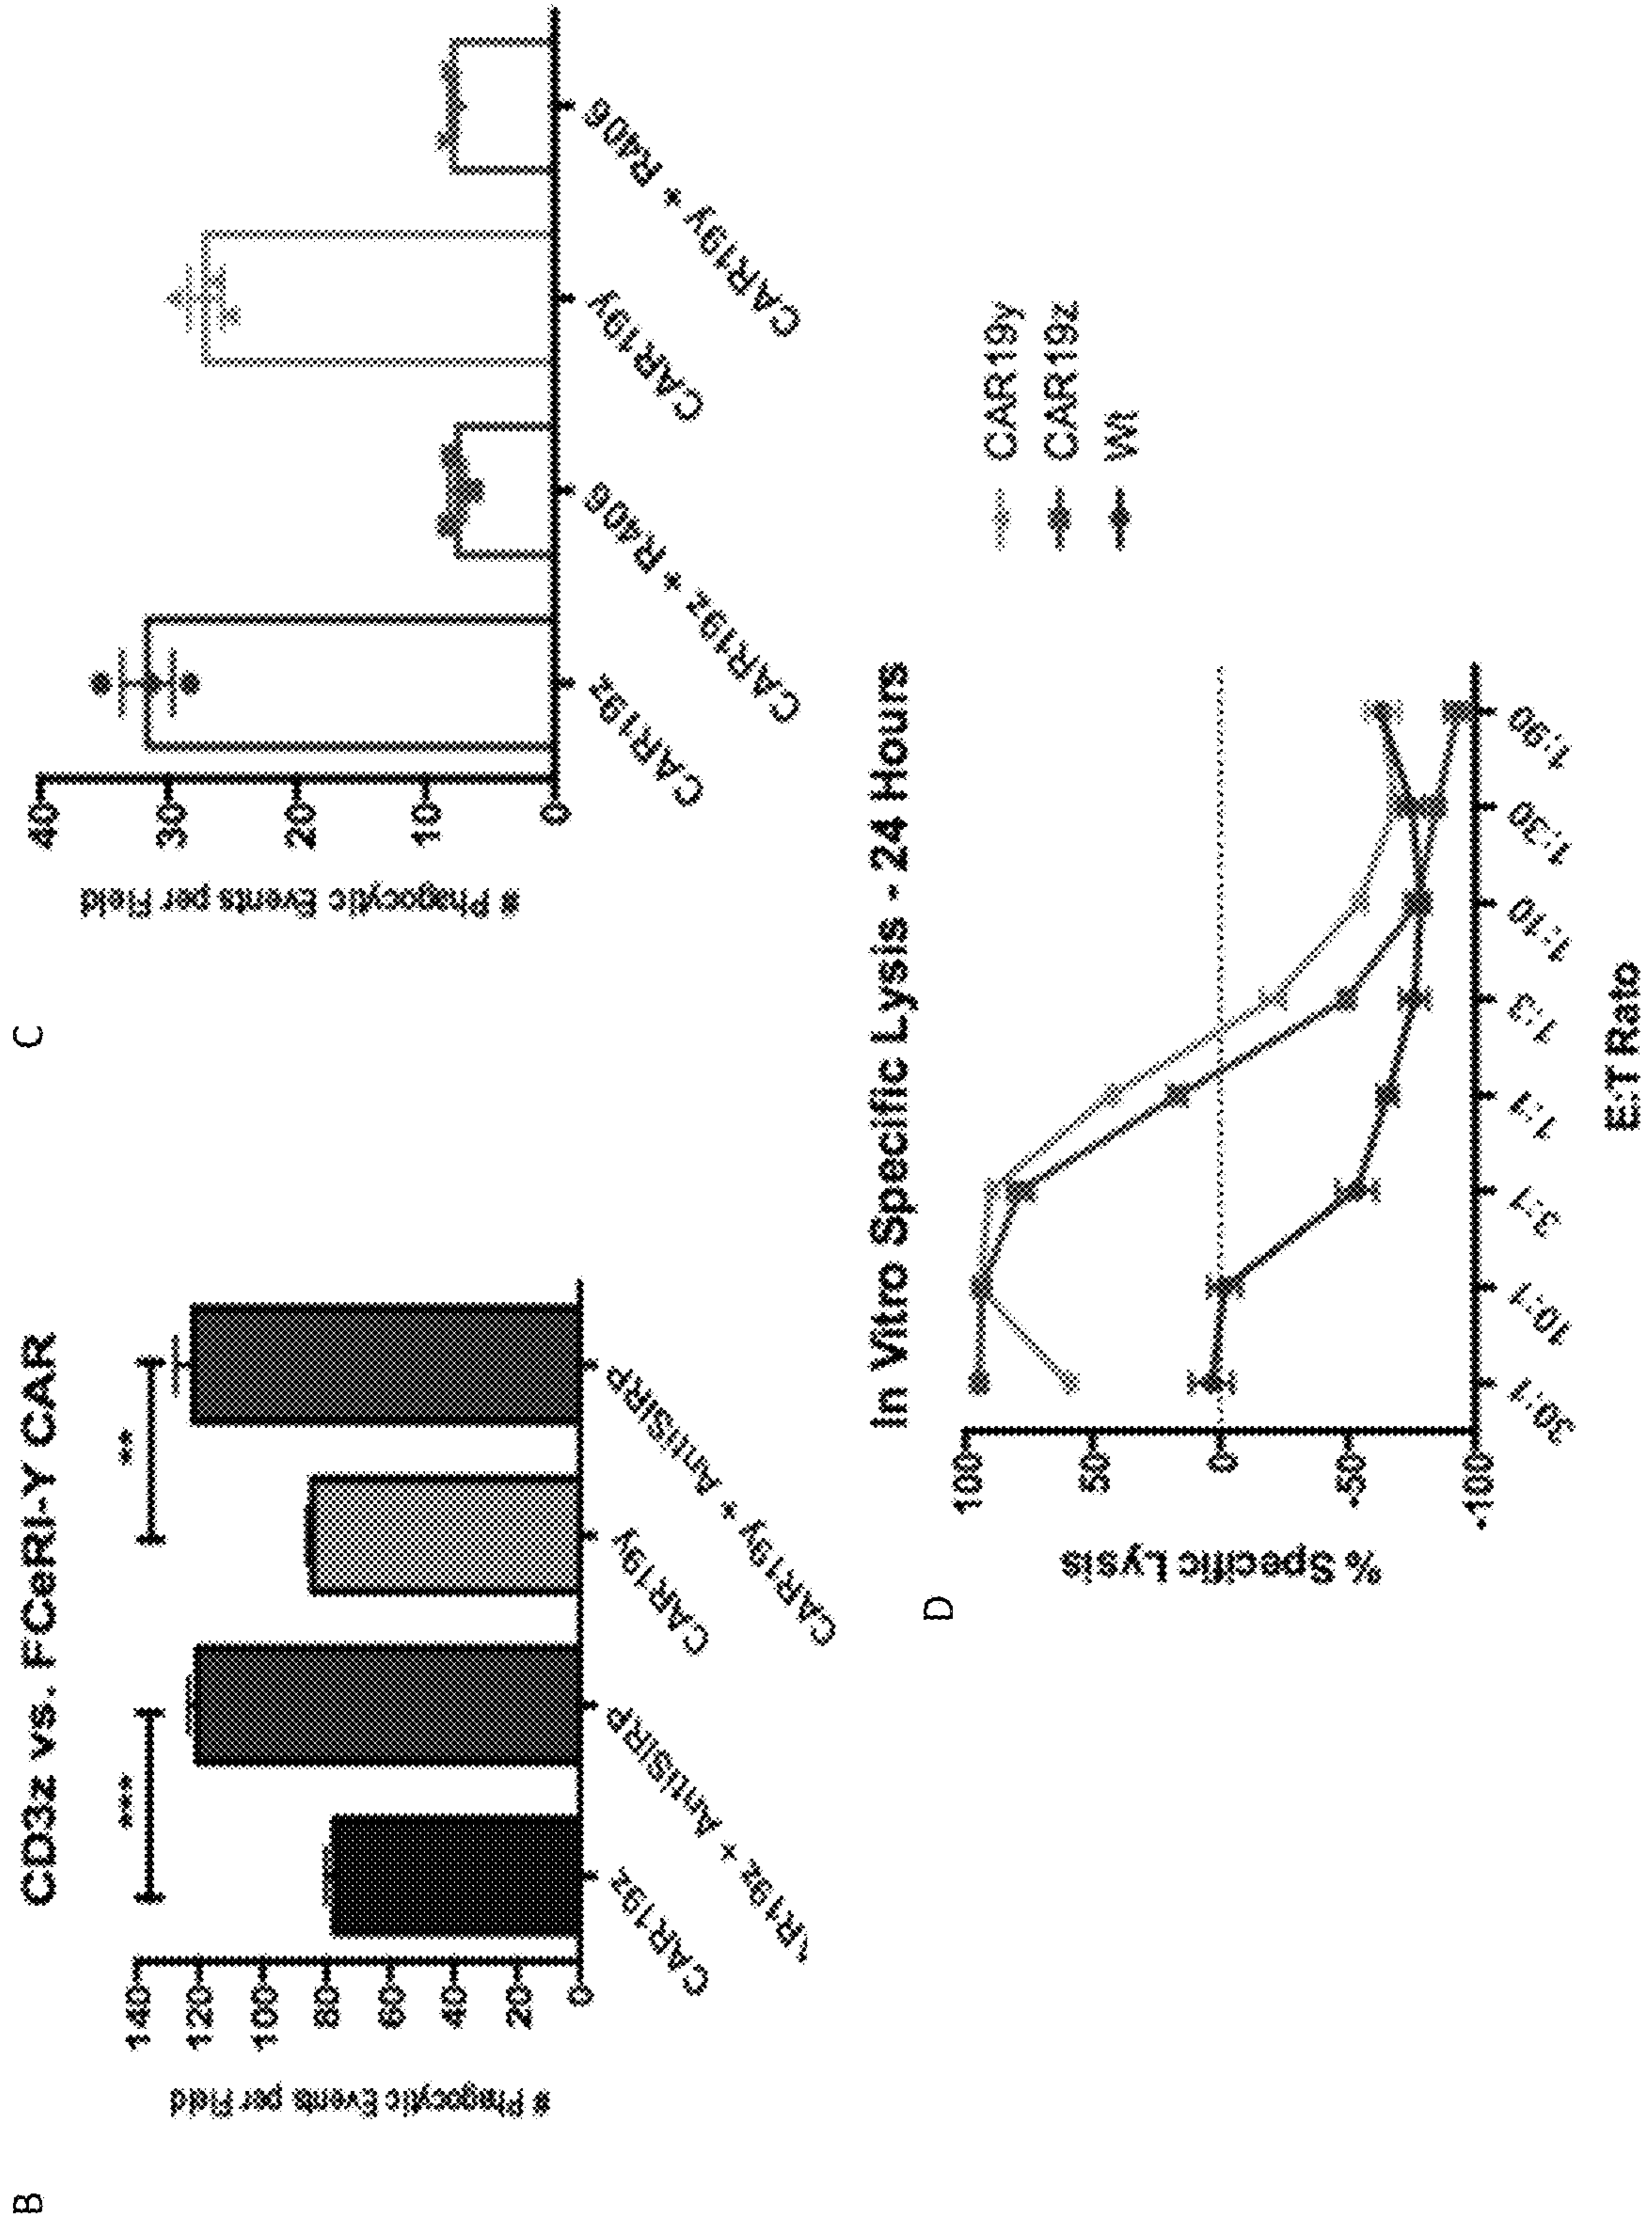 B
CD3z vs. FCeRI-Y CAR
# Phagocytic Events per Field
140
120
100
80
60
40
20
0
****
**
CAR19z
R19z + AntiSIRP
CAR19y
CAR19y + AntiSIRP
C
# Phagocytic Events per Field
40
30
20
10
0
CAR19z
CAR19z + R406
CAR19y
CAR19y + R406
D
In Vitro Specific Lysis - 24 Hours
% Specific Lysis
100
50
0
-50
-100
30:1
10:1
3:1
1:1
1:3
1:10
1:30
1:90
E:T Rato
CAR19y
CAR19z
Wt